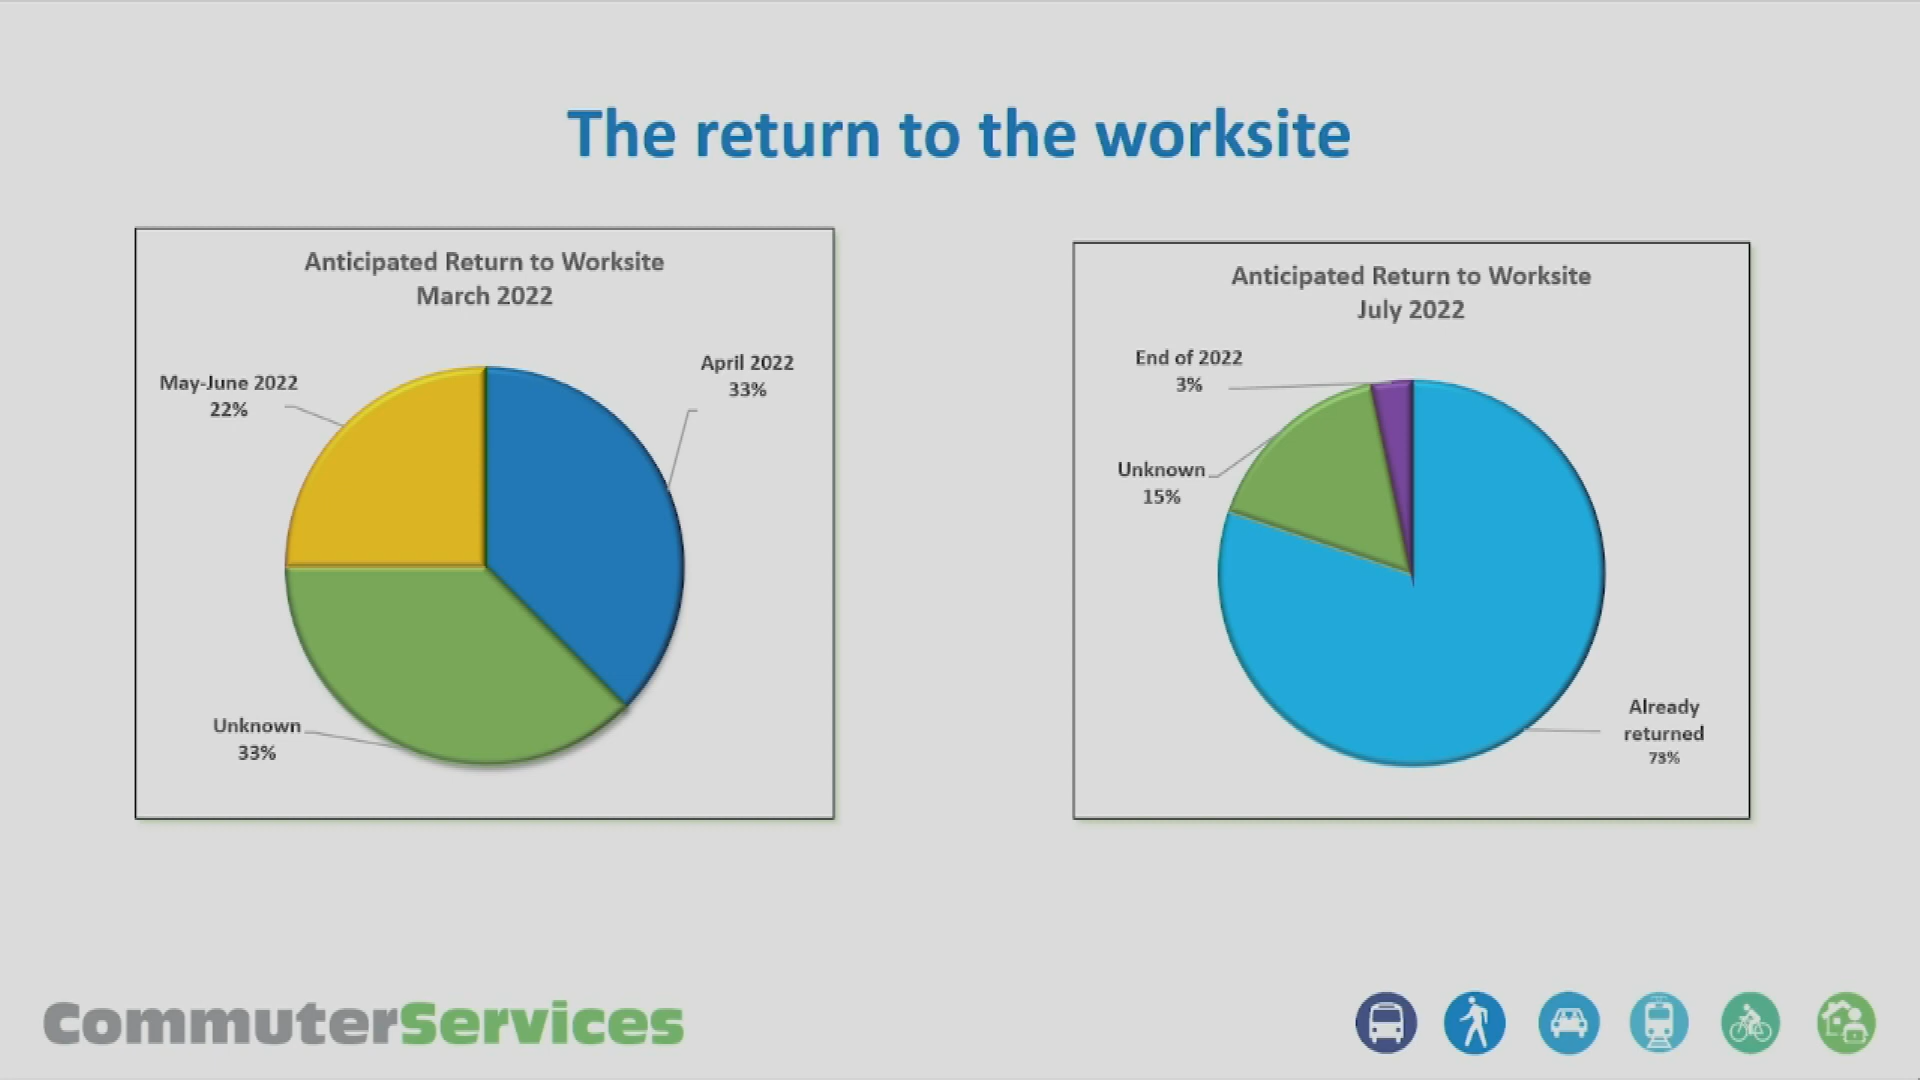 The return to the worksite
Anticipated Return to Worksite
March 2022
May-June 2022
22%
April 2022
33%
Unknown
33%
Anticipated Return to Worksite
July 2022
End of 2022
3%
Unknown
15%
Already
returned
73%
CommuterServices